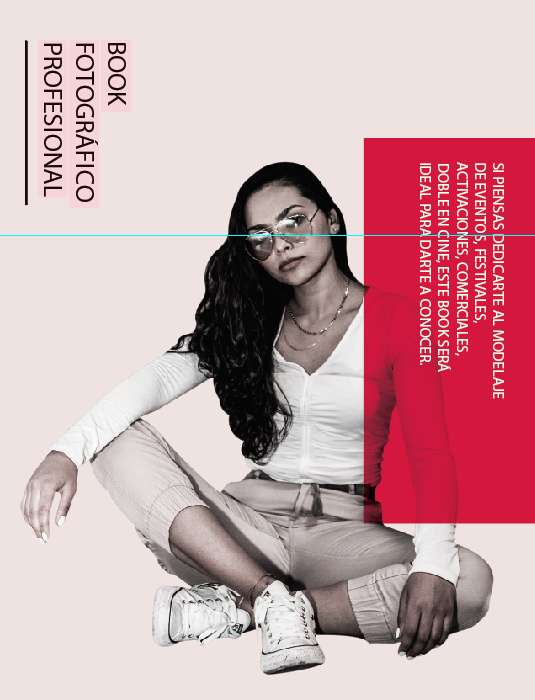 BOOK
FOTOGRÁFICO
PROFESIONAL
SI PIENSAS DEDICARTE AL MODELAJE
DE EVENTOS, FESTIVALES,
ACTIVACIONES, COMERCIALES,
DOBLE EN CINE, ESTE BOOK SERÁ
IDEAL PARA DARTE A CONOCER.